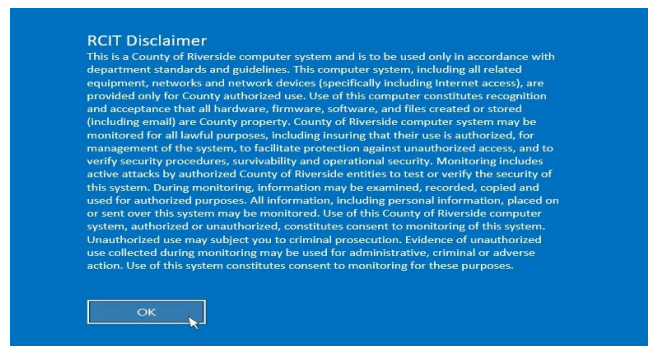 RCIT Disclaimer
This is a County of Riverside computer system and is to be used only in accordance with
department standards and guidelines. This computer system, including all related
equipment, networks and network devices (specifically including Internet access), are
provided only for County authorized use. Use of this computer constitutes recognition
and acceptance that all hardware, firmware, software, and files created or stored
(including email) are County property. County of Riverside computer system may be
monitored for all lawful purposes, including insuring that their use is authorized, for
management of the system, to facilitate protection against unauthorized access, and to
verify security procedures, survivability and operational security. Monitoring includes
active attacks by authorized County of Riverside entities to test or verify the security of
this system. During monitoring, information may be examined, recorded, copied and
used for authorized purposes. All information, including personal information, placed on
or sent over this system may be monitored. Use of this County of Riverside computer
system, authorized or unauthorized, constitutes consent to monitoring of this system.
Unauthorized use may subject you to criminal prosecution. Evidence of unauthorized
use collected during monitoring may be used for administrative, criminal or adverse
action. Use of this system constitutes consent to monitoring for these purposes.
OK